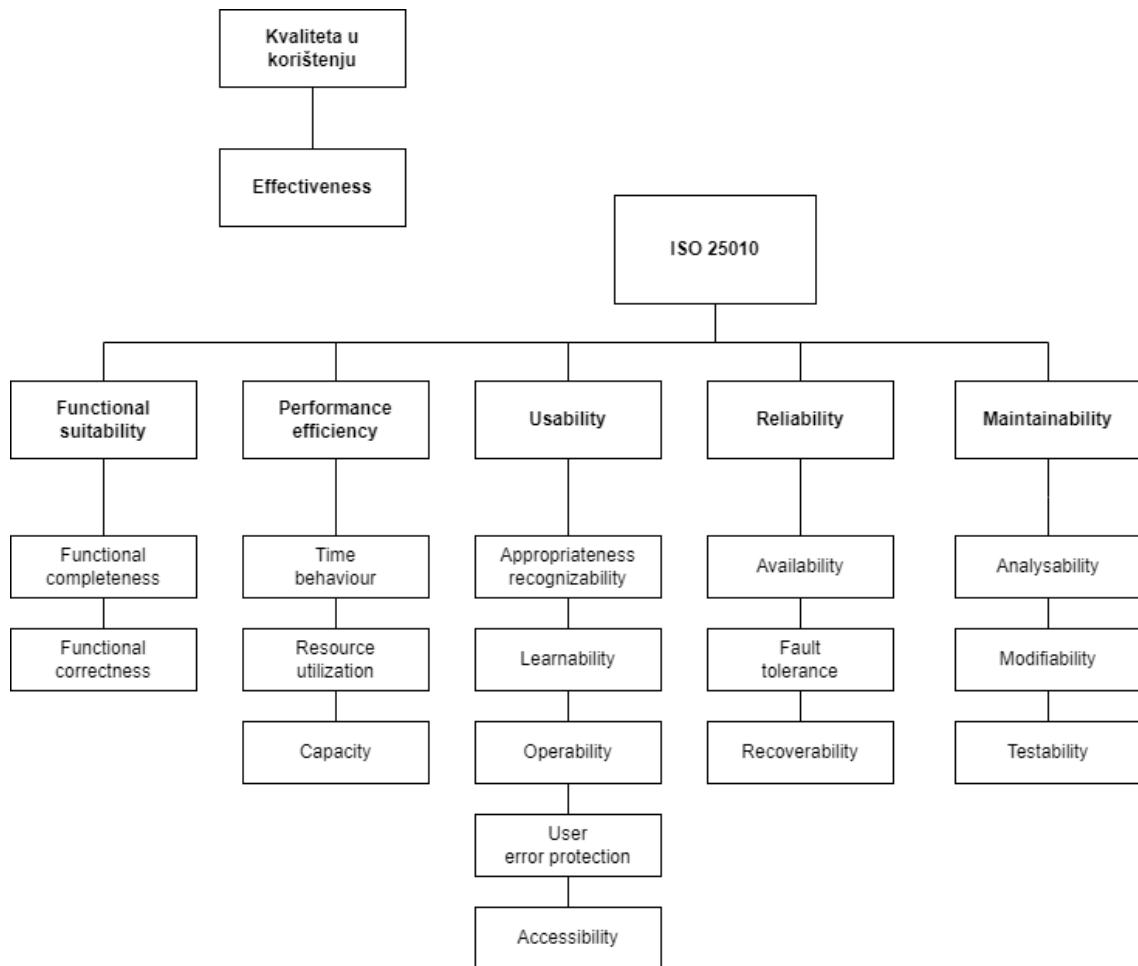 Kvaliteta u
korištenju
Effectiveness
ISO 25010
Functional
suitability
Performance
efficiency
Usability
Reliability
Maintainability
Functional
completeness
Time
behaviour
Appropriateness
recognizability
Availability
Analysability
Functional
correctness
Resource
utilization
Learnability
Fault
tolerance
Modifiability
Capacity
Operability
Recoverability
Testability
User
error protection
Accessibility